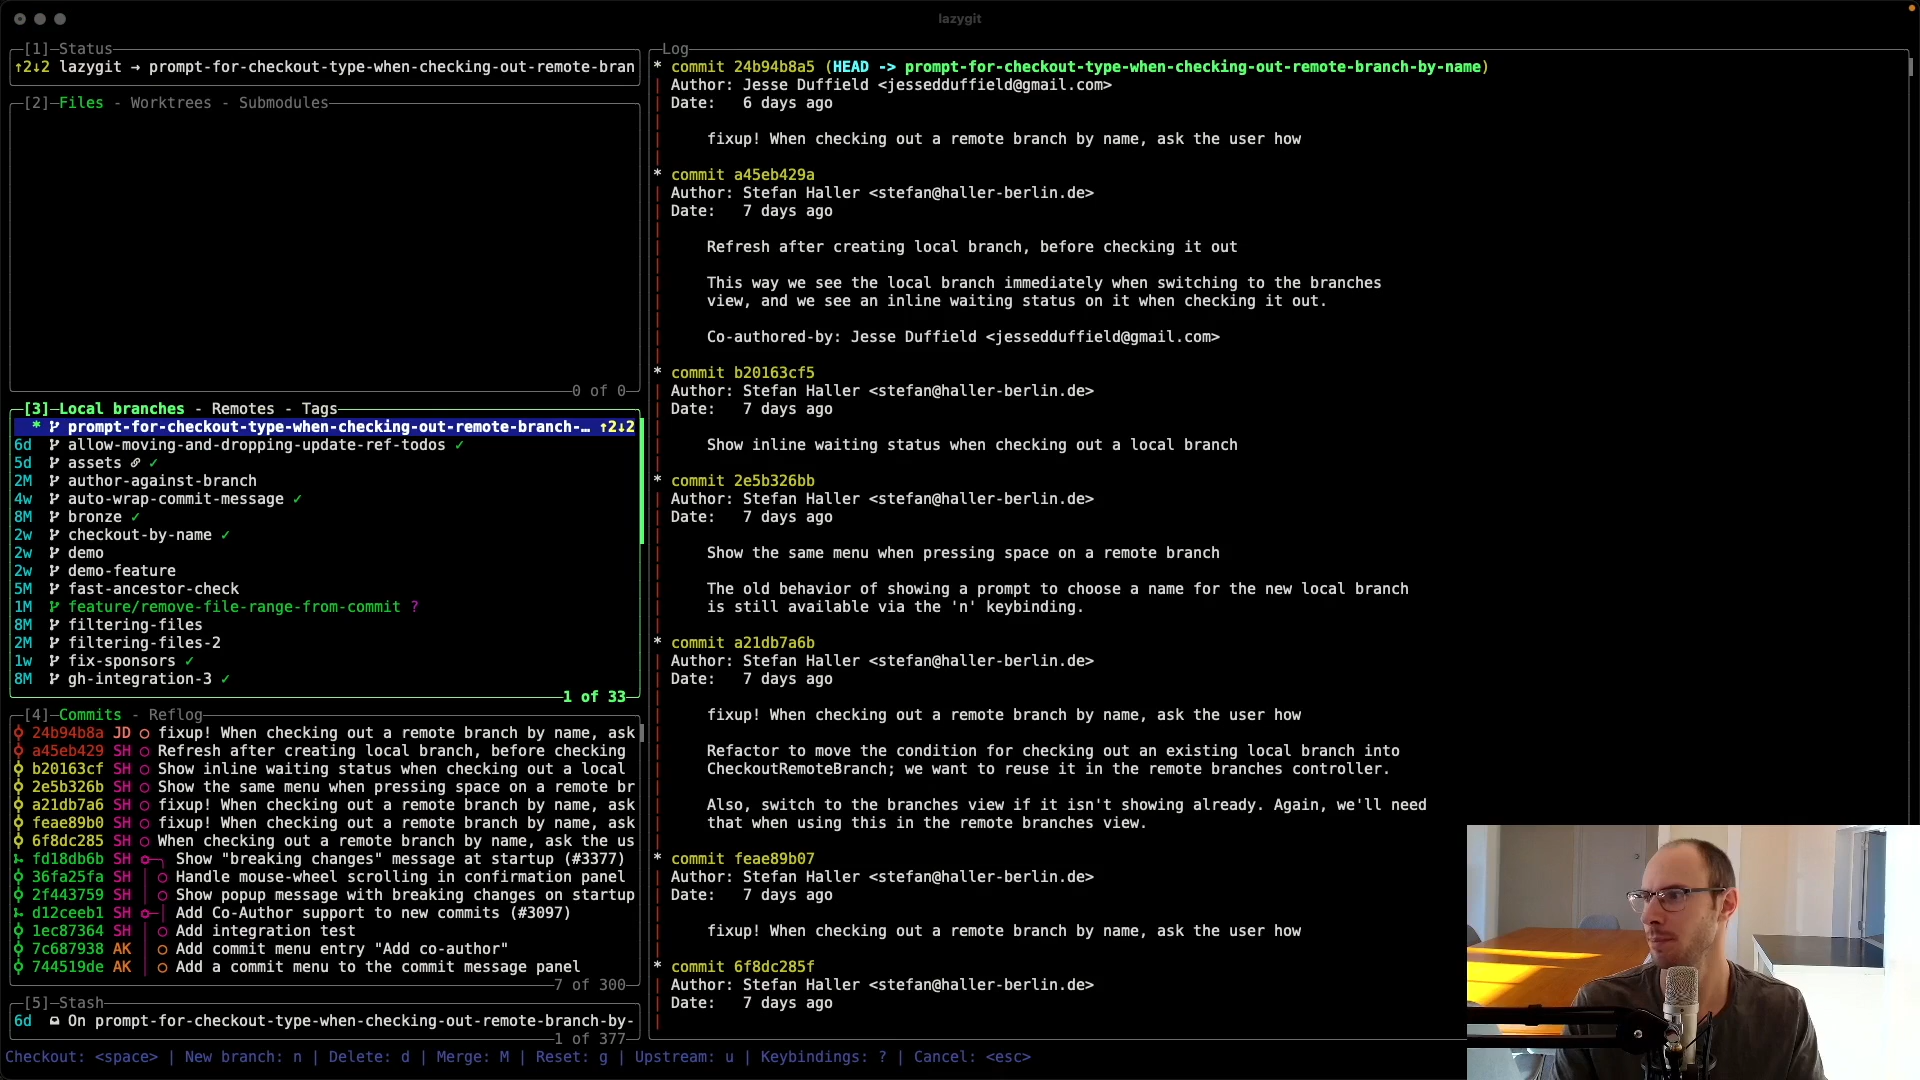 lazygit
[1]─Status
↑2↓2 lazygit → prompt-for-checkout-type-when-checking-out-remote-bran
[2]─Files - Worktrees - Submodules
0 of 0
[3]─Local branches - Remotes - Tags
* prompt-for-checkout-type-when-checking-out-remote-branch-… ↑2↓2
6d allow-moving-and-dropping-update-ref-todos ✓
5d assets ✓
2M author-against-branch
4w auto-wrap-commit-message ✓
8M bronze ✓
2w checkout-by-name ✓
2w demo
2w demo-feature
5M fast-ancestor-check
1M feature/remove-file-range-from-commit ?
8M filtering-files
2M filtering-files-2
1w fix-sponsors ✓
8M gh-integration-3 ✓
1 of 33
[4]─Commits - Reflog
24b94b8a JD fixup! When checking out a remote branch by name, ask
a45eb429 SH Refresh after creating local branch, before checking
b20163cf SH Show inline waiting status when checking out a local
2e5b326b SH Show the same menu when pressing space on a remote br
a21db7a6 SH fixup! When checking out a remote branch by name, ask
feae89b0 SH fixup! When checking out a remote branch by name, ask
6f8dc285 SH When checking out a remote branch by name, ask the us
fd18db6b SH Show "breaking changes" message at startup (#3377)
36fa25fa SH Handle mouse-wheel scrolling in confirmation panel
2f443759 SH Show popup message with breaking changes on startup
d12ceeb1 SH Add Co-Author support to new commits (#3097)
1ec87364 SH Add integration test
7c687938 AK Add commit menu entry "Add co-author"
744519de AK Add a commit menu to the commit message panel
7 of 300
[5]─Stash
6d On prompt-for-checkout-type-when-checking-out-remote-branch-by-
1 of 377
Log
* commit 24b94b8a5 (HEAD -> prompt-for-checkout-type-when-checking-out-remote-branch-by-name)
Author: Jesse Duffield <jessedduffield@gmail.com>
Date: 6 days ago
fixup! When checking out a remote branch by name, ask the user how
* commit a45eb429a
Author: Stefan Haller <stefan@haller-berlin.de>
Date: 7 days ago
Refresh after creating local branch, before checking it out
This way we see the local branch immediately when switching to the branches
view, and we see an inline waiting status on it when checking it out.
Co-authored-by: Jesse Duffield <jessedduffield@gmail.com>
* commit b20163cf5
Author: Stefan Haller <stefan@haller-berlin.de>
Date: 7 days ago
Show inline waiting status when checking out a local branch
* commit 2e5b326bb
Author: Stefan Haller <stefan@haller-berlin.de>
Date: 7 days ago
Show the same menu when pressing space on a remote branch
The old behavior of showing a prompt to choose a name for the new local branch
is still available via the 'n' keybinding.
* commit a21db7a6b
Author: Stefan Haller <stefan@haller-berlin.de>
Date: 7 days ago
fixup! When checking out a remote branch by name, ask the user how
Refactor to move the condition for checking out an existing local branch into
CheckoutRemoteBranch; we want to reuse it in the remote branches controller.
Also, switch to the branches view if it isn't showing already. Again, we'll need
that when using this in the remote branches view.
* commit feae89b07
Author: Stefan Haller <stefan@haller-berlin.de>
Date: 7 days ago
fixup! When checking out a remote branch by name, ask the user how
* commit 6f8dc285f
Author: Stefan Haller <stefan@haller-berlin.de>
Date: 7 days ago
Checkout: <space> | New branch: n | Delete: d | Merge: M | Reset: g | Upstream: u | Keybindings: ? | Cancel: <esc>